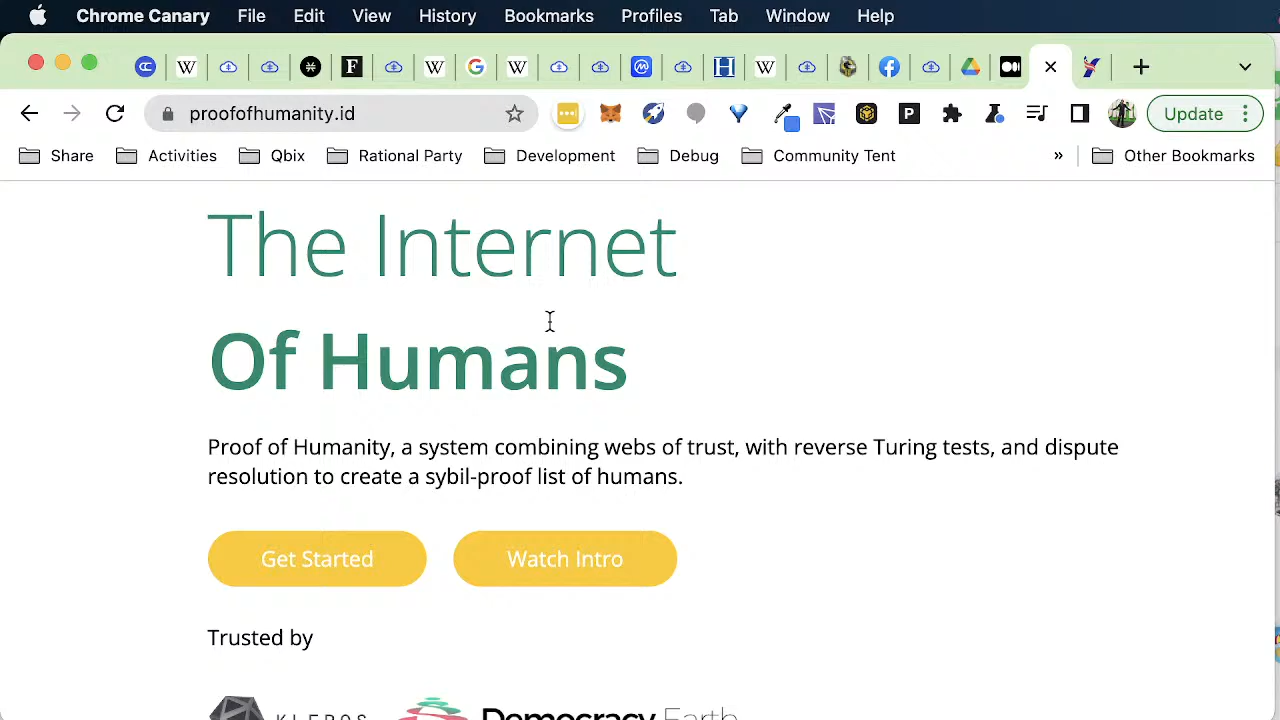 Chrome Canary File Edit View History Bookmarks Profiles Tab Window Help
proofofhumanity.id
Update
Share Activities Qbix Rational Party Development Debug Community Tent » Other Bookmarks
The Internet
Of Humans
Proof of Humanity, a system combining webs of trust, with reverse Turing tests, and dispute
resolution to create a sybil-proof list of humans.
Get Started Watch Intro
Trusted by
KLEROS Democracy Earth